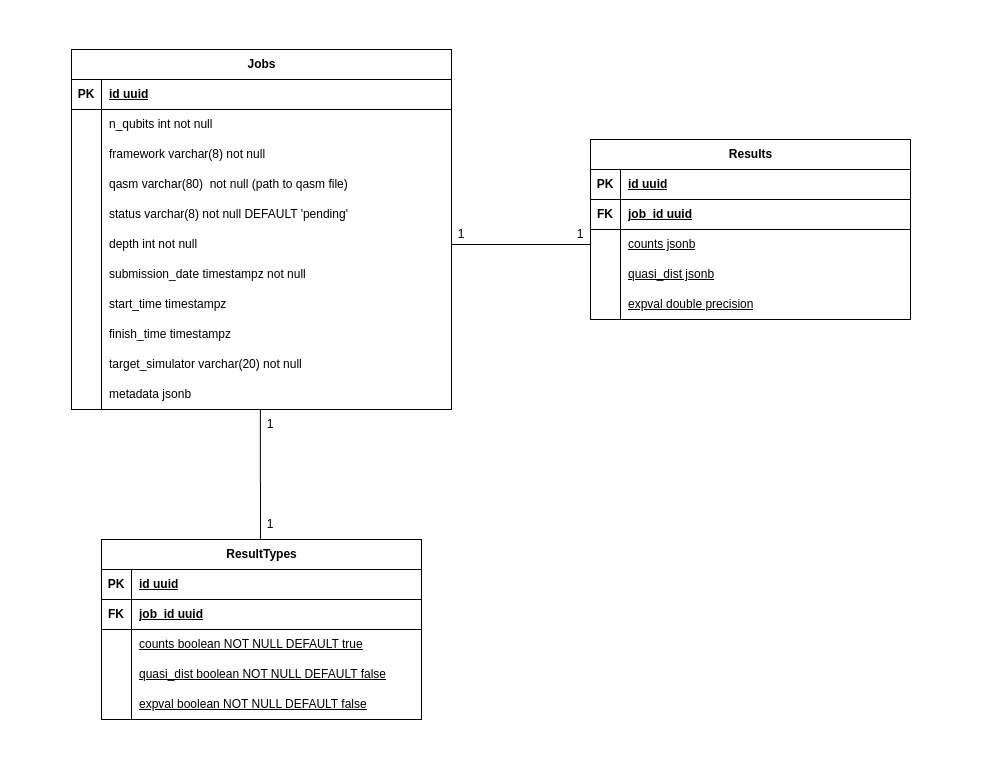 Jobs
PK id uuid
n_qubits int not null
framework varchar(8) not null
qasm varchar(80)  not null (path to qasm file)
status varchar(8) not null DEFAULT 'pending'
depth int not null
submission_date timestampz not null
start_time timestampz
finish_time timestampz
target_simulator varchar(20) not null
metadata jsonb
1
1
Results
PK id uuid
FK job_id uuid
counts jsonb
quasi_dist jsonb
expval double precision
1
1
ResultTypes
PK id uuid
FK job_id uuid
counts boolean NOT NULL DEFAULT true
quasi_dist boolean NOT NULL DEFAULT false
expval boolean NOT NULL DEFAULT false